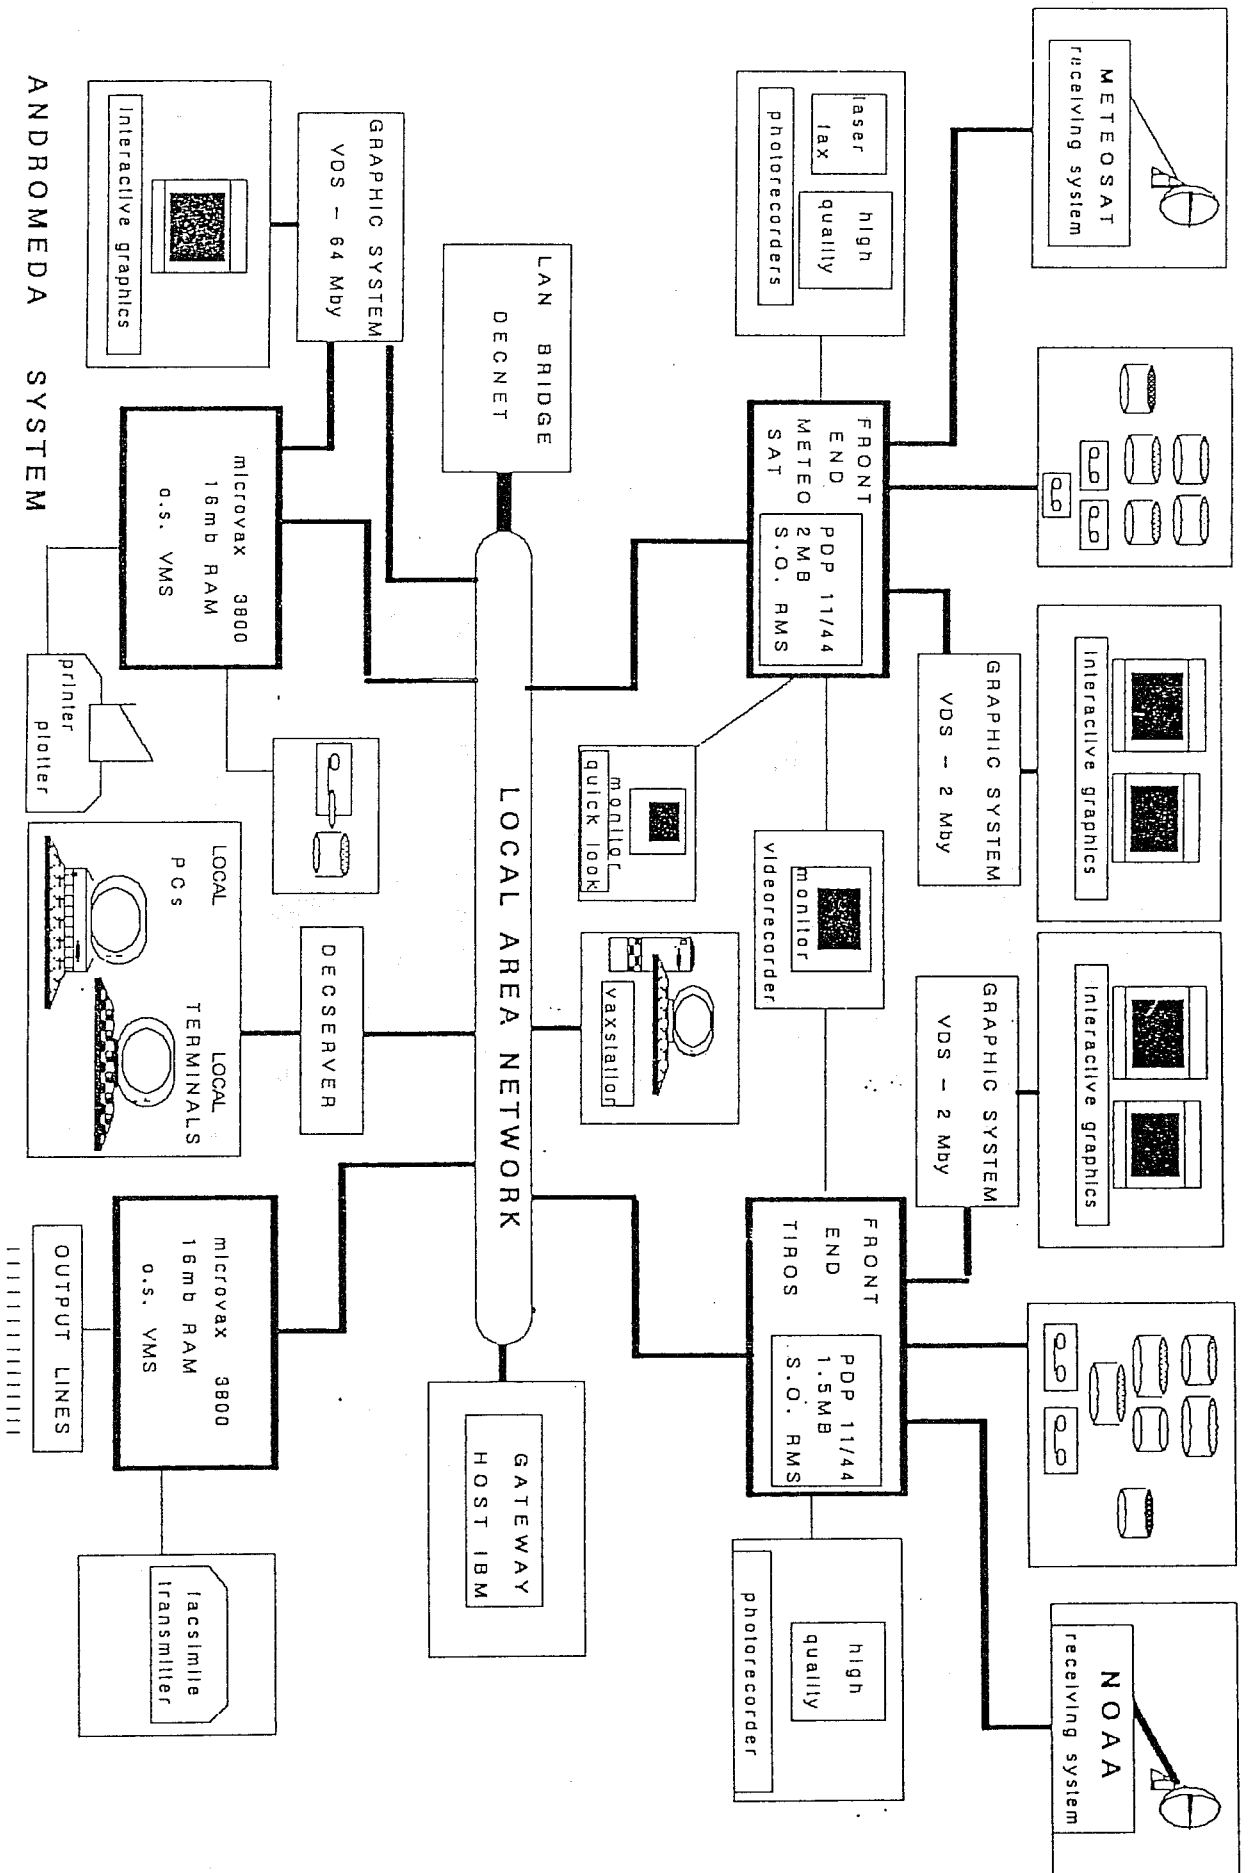 METEOSAT
receiving system
interactive graphics
interactive graphics
NOAA
receiving system
GRAPHIC SYSTEM
VDS - 2 Mby
GRAPHIC SYSTEM
VDS - 2 Mby
laser
fax
high
quality
photorecorders
FRONT
END
METEO
SAT
PDP 11/44
2MB
S.O. RMS
monitor
videorecorder
FRONT
END
TIROS
PDP 11/44
1.5MB
S.O. RMS
high
quality
photorecorder
monitor
quick look
vaxstation
LAN BRIDGE
DECNET
LOCAL AREA NETWORK
GATEWAY
HOST IBM
GRAPHIC SYSTEM
VDS - 64 Mby
interactive graphics
microvax 3800
16mb RAM
o.s. VMS
DECSERVER
microvax 3800
16mb RAM
o.s. VMS
printer
plotter
LOCAL
PCs
LOCAL
TERMINALS
OUTPUT LINES
facsimile
transmitter
ANDROMEDA SYSTEM